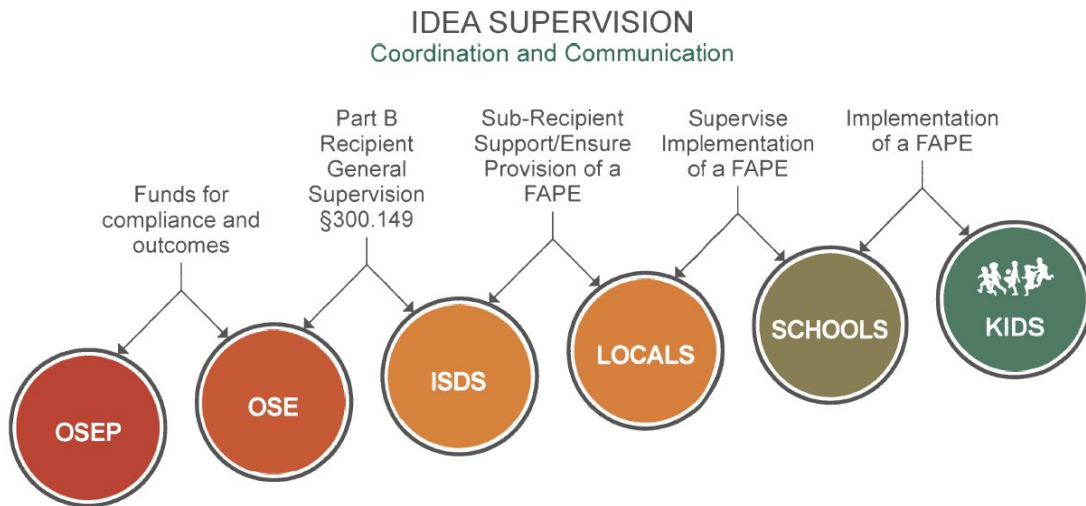 IDEA SUPERVISION
Coordination and Communication
Funds for
compliance and
outcomes
Part B
Recipient
General
Supervision
§300.149
Sub-Recipient
Support/Ensure
Provision of a
FAPE
Supervise
Implementation
of a FAPE
Implementation
of a FAPE
OSEP
OSE
ISDS
LOCALS
SCHOOLS
KIDS